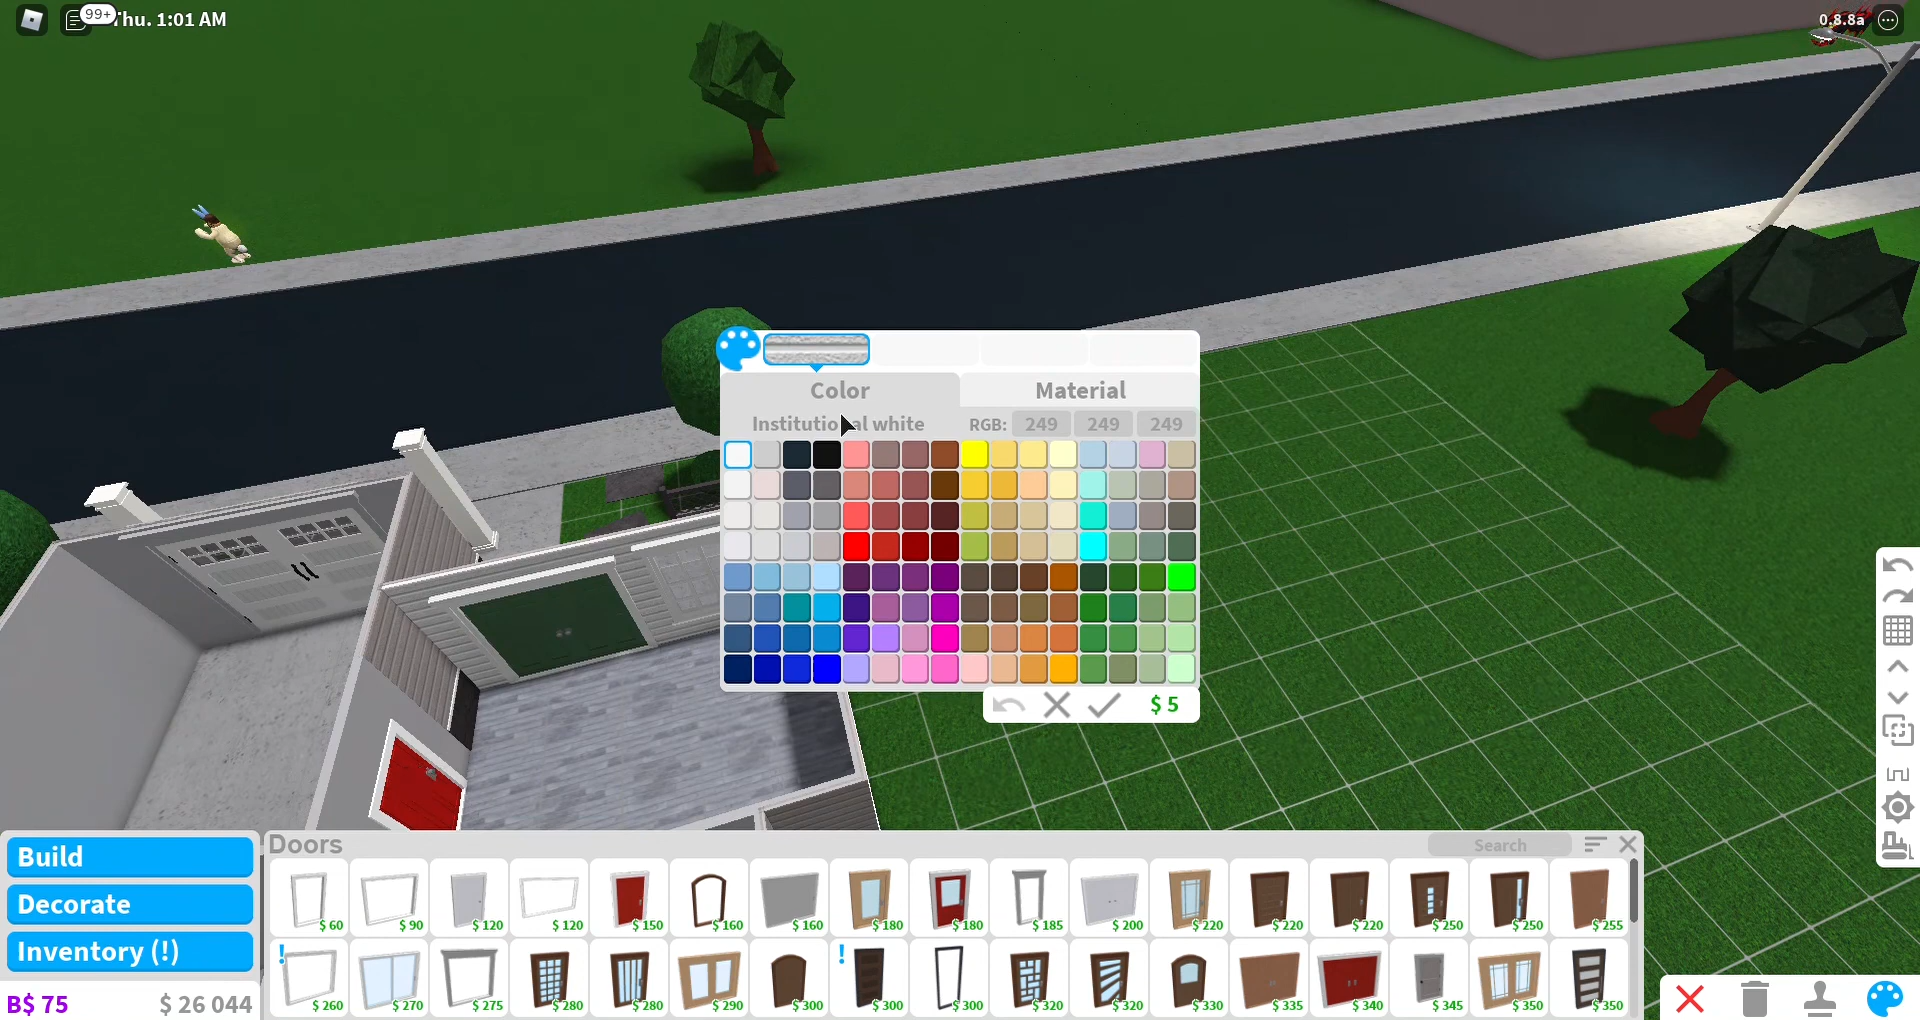 99+
Thu. 1:01 AM
0.8.8a
Color
Material
Institutional white
RGB: 249 249 249
$ 5
Build
Decorate
Inventory (!)
B$ 75
$ 26 044
Doors
Search
$ 60 $ 90 $ 120 $ 120 $ 150 $ 160 $ 160 $ 180 $ 180 $ 185 $ 200 $ 220 $ 220 $ 220 $ 250 $ 250 $ 255
! !
$ 260 $ 270 $ 275 $ 280 $ 280 $ 290 $ 300 $ 300 $ 300 $ 320 $ 320 $ 330 $ 335 $ 340 $ 345 $ 350 $ 350